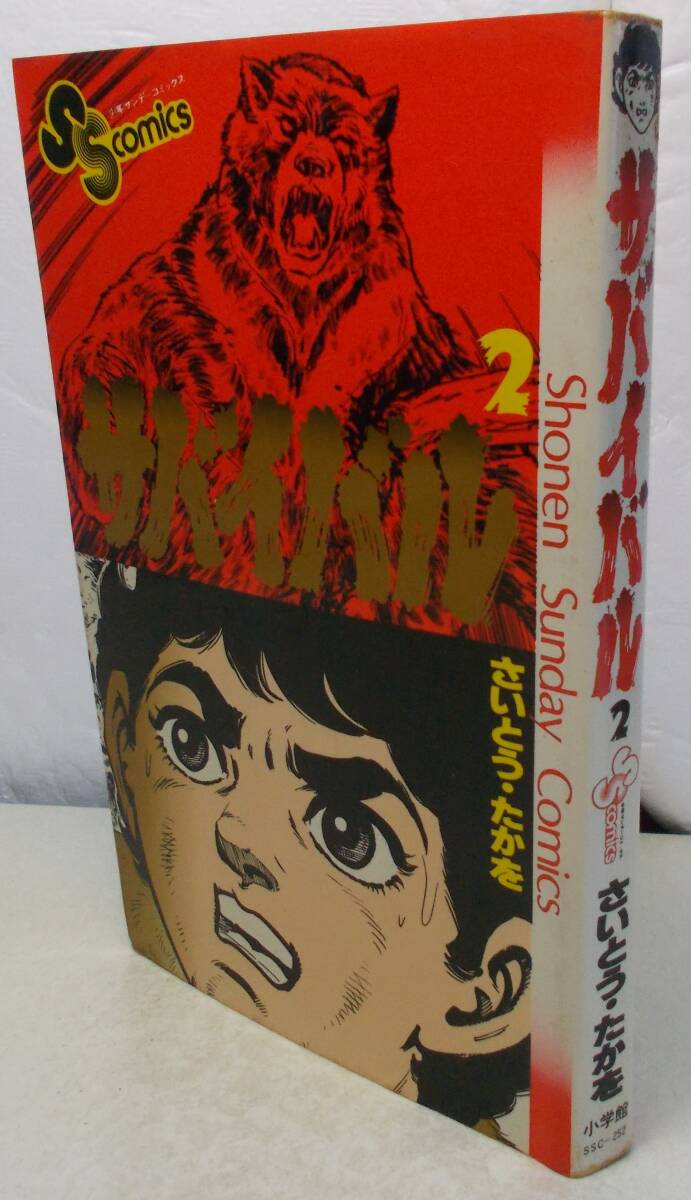 少年サンデーコミックス
SS comics
2
サバイバル
さいとう・たかを
Shonen Sunday Comics
サバイバル
2
SS comics
さいとう・たかを
小学館
SSC-252